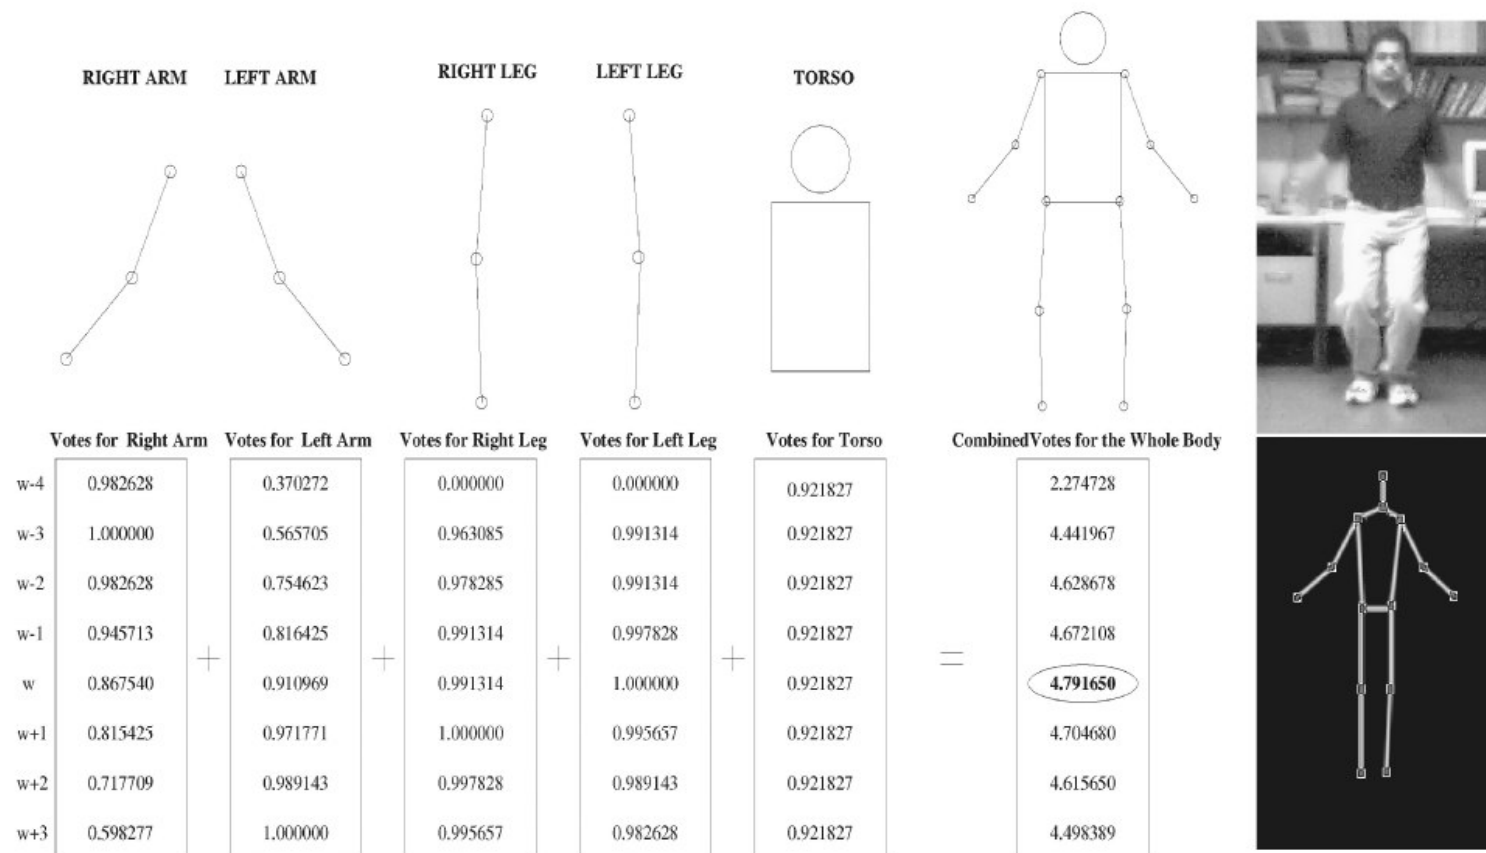 RIGHT ARM LEFT ARM RIGHT LEG LEFT LEG TORSO
Votes for Right Arm Votes for Left Arm Votes for Right Leg Votes for Left Leg Votes for Torso CombinedVotes for the Whole Body
w-4 0.982628 0.370272 0.000000 0.000000 0.921827 2.274728
w-3 1.000000 0.565705 0.963085 0.991314 0.921827 4.441967
w-2 0.982628 0.754623 0.978285 0.991314 0.921827 4.628678
w-1 0.945713 0.816425 0.991314 0.997828 0.921827 4.672108
+ + + + =
w 0.867540 0.910969 0.991314 1.000000 0.921827 4.791650
w+1 0.815425 0.971771 1.000000 0.995657 0.921827 4.704680
w+2 0.717709 0.989143 0.997828 0.989143 0.921827 4.615650
w+3 0.598277 1.000000 0.995657 0.982628 0.921827 4.498389